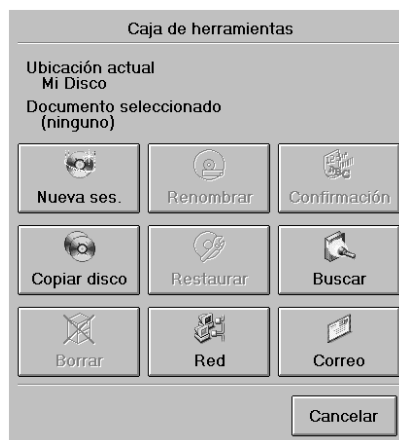 Caja de herramientas
Ubicación actual
Mi Disco
Documento seleccionado
(ninguno)
Nueva ses.
Renombrar
Confirmación
Copiar disco
Restaurar
Buscar
Borrar
Red
Correo
Cancelar